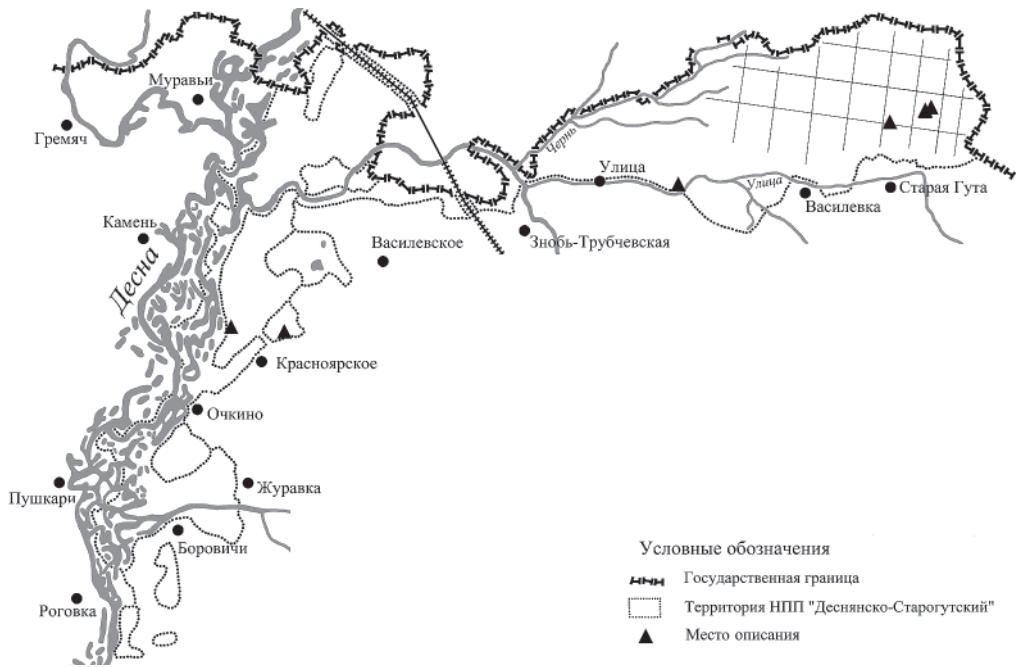 Муравьи
Гремяч
Чернь
Улица
Улица
Старая Гута
Василевка
Камень
Василевское
Знобь-Трубчевская
Десна
Красноярское
Очкино
Пушкари
Журавка
Боровичи
Роговка
Условные обозначения
Государственная граница
Территория НПП "Деснянско-Старогутский"
Место описания